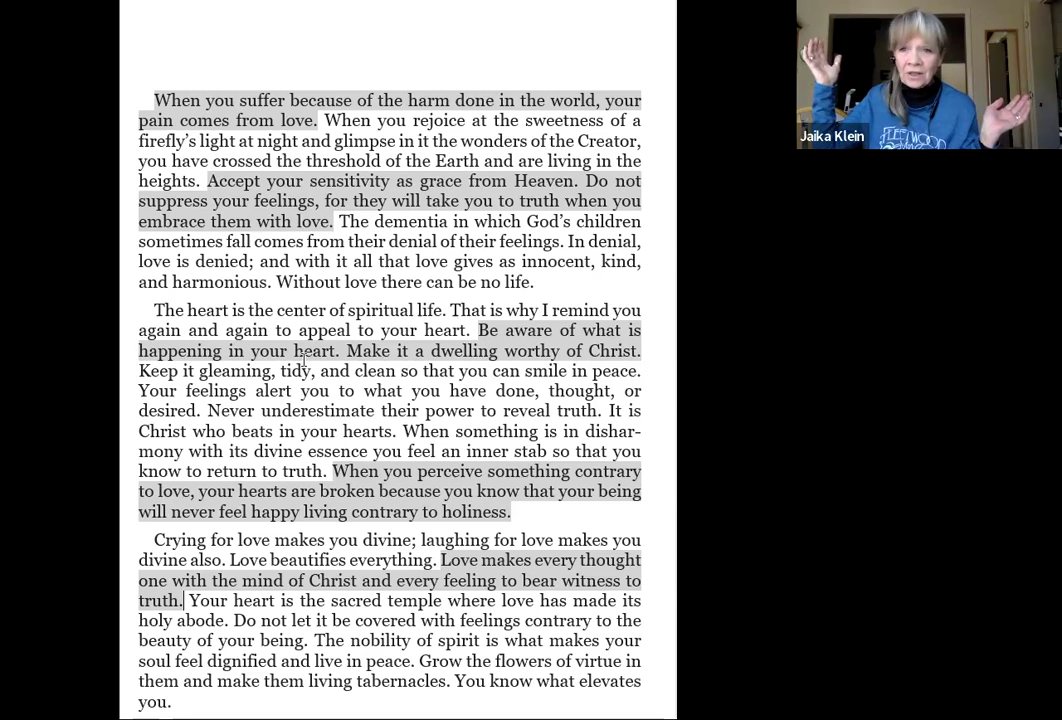 When you suffer because of the harm done in the world, your
pain comes from love. When you rejoice at the sweetness of a
firefly’s light at night and glimpse in it the wonders of the Creator,
you have crossed the threshold of the Earth and are living in the
heights. Accept your sensitivity as grace from Heaven. Do not
suppress your feelings, for they will take you to truth when you
embrace them with love. The dementia in which God’s children
sometimes fall comes from their denial of their feelings. In denial,
love is denied; and with it all that love gives as innocent, kind,
and harmonious. Without love there can be no life.
The heart is the center of spiritual life. That is why I remind you
again and again to appeal to your heart. Be aware of what is
happening in your heart. Make it a dwelling worthy of Christ.
Keep it gleaming, tidy, and clean so that you can smile in peace.
Your feelings alert you to what you have done, thought, or
desired. Never underestimate their power to reveal truth. It is
Christ who beats in your hearts. When something is in dishar-
mony with its divine essence you feel an inner stab so that you
know to return to truth. When you perceive something contrary
to love, your hearts are broken because you know that your being
will never feel happy living contrary to holiness.
Crying for love makes you divine; laughing for love makes you
divine also. Love beautifies everything. Love makes every thought
one with the mind of Christ and every feeling to bear witness to
truth. Your heart is the sacred temple where love has made its
holy abode. Do not let it be covered with feelings contrary to the
beauty of your being. The nobility of spirit is what makes your
soul feel dignified and live in peace. Grow the flowers of virtue in
them and make them living tabernacles. You know what elevates
you.
Jaika Klein